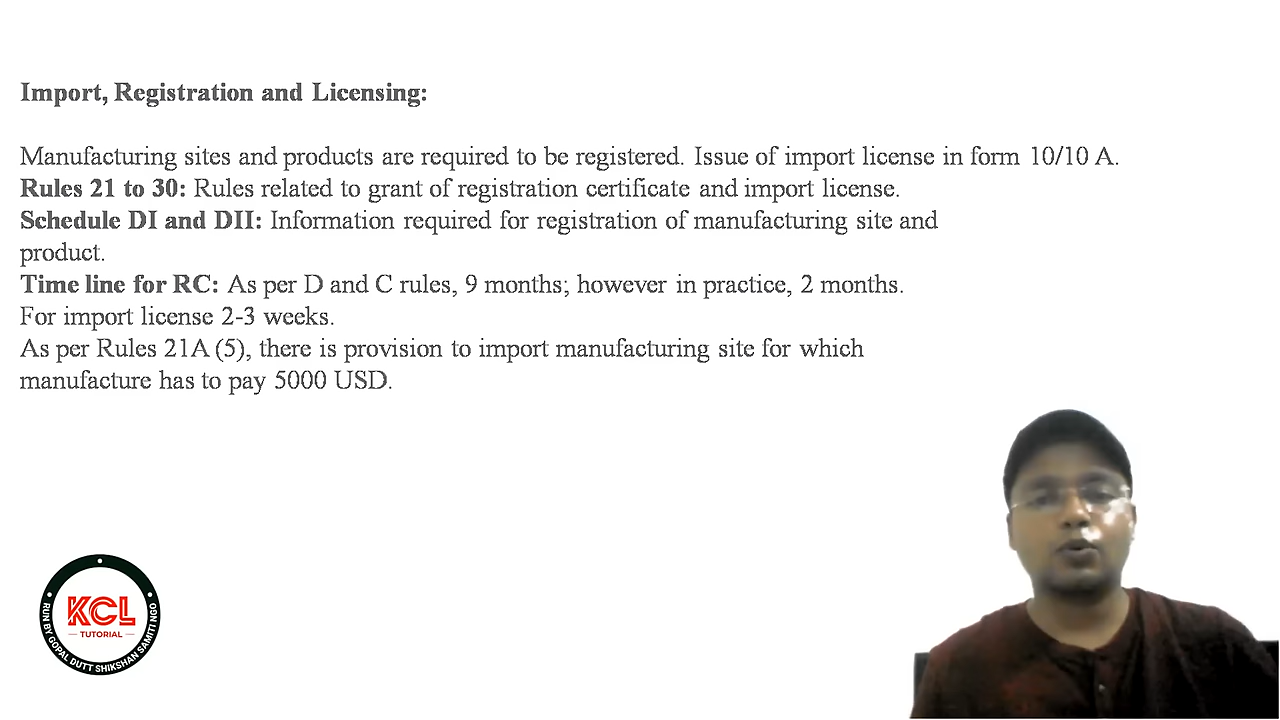 Import, Registration and Licensing:
Manufacturing sites and products are required to be registered. Issue of import license in form 10/10 A.
Rules 21 to 30: Rules related to grant of registration certificate and import license.
Schedule DI and DII: Information required for registration of manufacturing site and
product.
Time line for RC: As per D and C rules, 9 months; however in practice, 2 months.
For import license 2-3 weeks.
As per Rules 21A (5), there is provision to import manufacturing site for which
manufacture has to pay 5000 USD.
KCL
TUTORIAL
RUN BY GOPAL DUTT SHIKSHAN SAMITI NGO